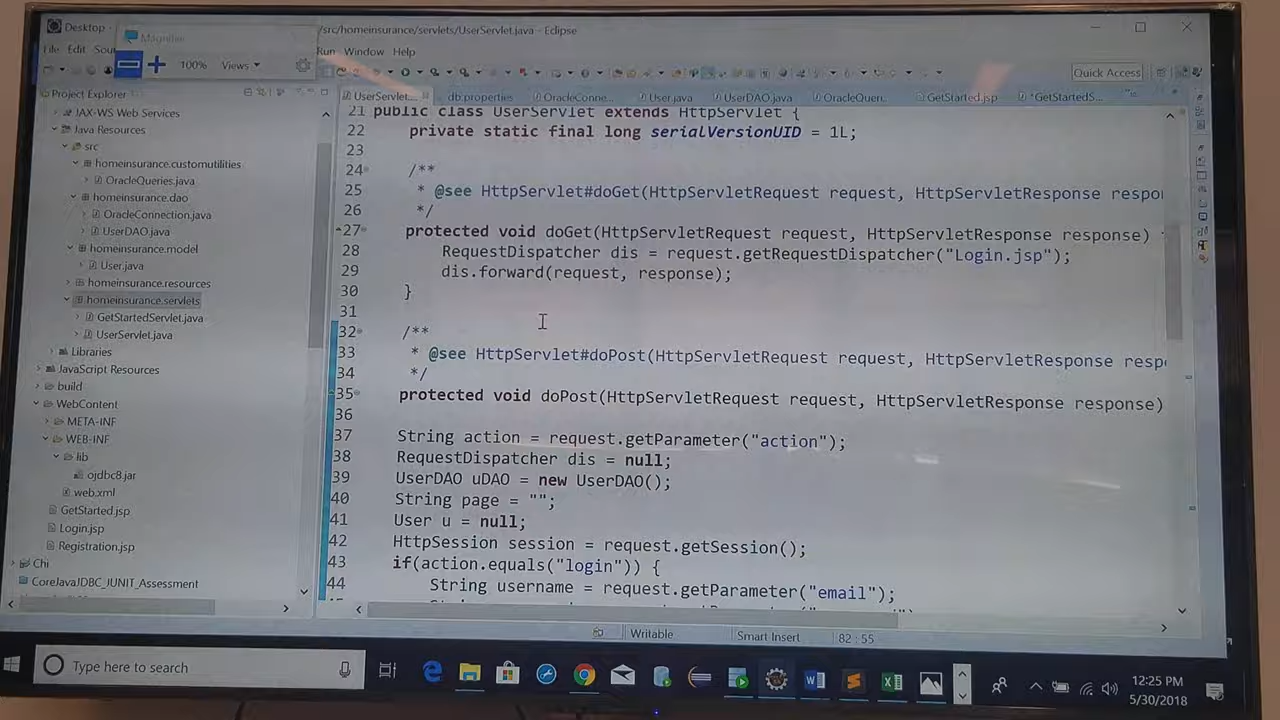 Desktop
Magnifier
/src/homeinsurance/servlets/UserServlet.java - Eclipse
File Edit Sour
Run Window Help
100% Views
Quick Access
Project Explorer
JAX-WS Web Services
Java Resources
src
homeinsurance.customutilities
OracleQueries.java
homeinsurance.dao
OracleConnection.java
UserDAO.java
homeinsurance.model
User.java
homeinsurance.resources
homeinsurance.servlets
GetStartedServlet.java
UserServlet.java
Libraries
JavaScript Resources
build
WebContent
META-INF
WEB-INF
lib
ojdbc8.jar
web.xml
GetStarted.jsp
Login.jsp
Registration.jsp
Chi
CoreJavaJDBC_JUNIT_Assessment
UserServlet... db.properties OracleConne... User.java UserDAO.java OracleQueri... GetStarted.jsp *GetStartedS...
21 public class UserServlet extends HttpServlet {
22 private static final long serialVersionUID = 1L;
23
24 /**
25 * @see HttpServlet#doGet(HttpServletRequest request, HttpServletResponse respo
26 */
27 protected void doGet(HttpServletRequest request, HttpServletResponse response)
28 RequestDispatcher dis = request.getRequestDispatcher("Login.jsp");
29 dis.forward(request, response);
30 }
31
32 /**
33 * @see HttpServlet#doPost(HttpServletRequest request, HttpServletResponse resp
34 */
35 protected void doPost(HttpServletRequest request, HttpServletResponse response)
36
37 String action = request.getParameter("action");
38 RequestDispatcher dis = null;
39 UserDAO uDAO = new UserDAO();
40 String page = "";
41 User u = null;
42 HttpSession session = request.getSession();
43 if(action.equals("login")) {
44 String username = request.getParameter("email");
Writable Smart Insert 82 : 55
Type here to search
12:25 PM
5/30/2018